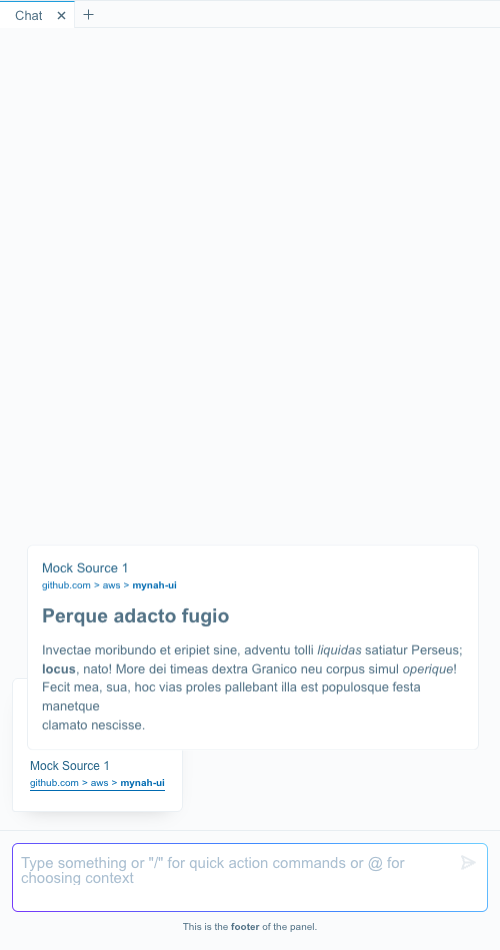 Chat
Mock Source 1
github.com > aws > mynah-ui
Perque adacto fugio
Invectae moribundo et eripiet sine, adventu tolli liquidas satiatur Perseus;
locus, nato! More dei timeas dextra Granico neu corpus simul operique!
Fecit mea, sua, hoc vias proles pallebant illa est populosque festa
manetque
clamato nescisse.
Mock Source 1
github.com > aws > mynah-ui
Type something or "/" for quick action commands or @ for
choosing context
This is the footer of the panel.